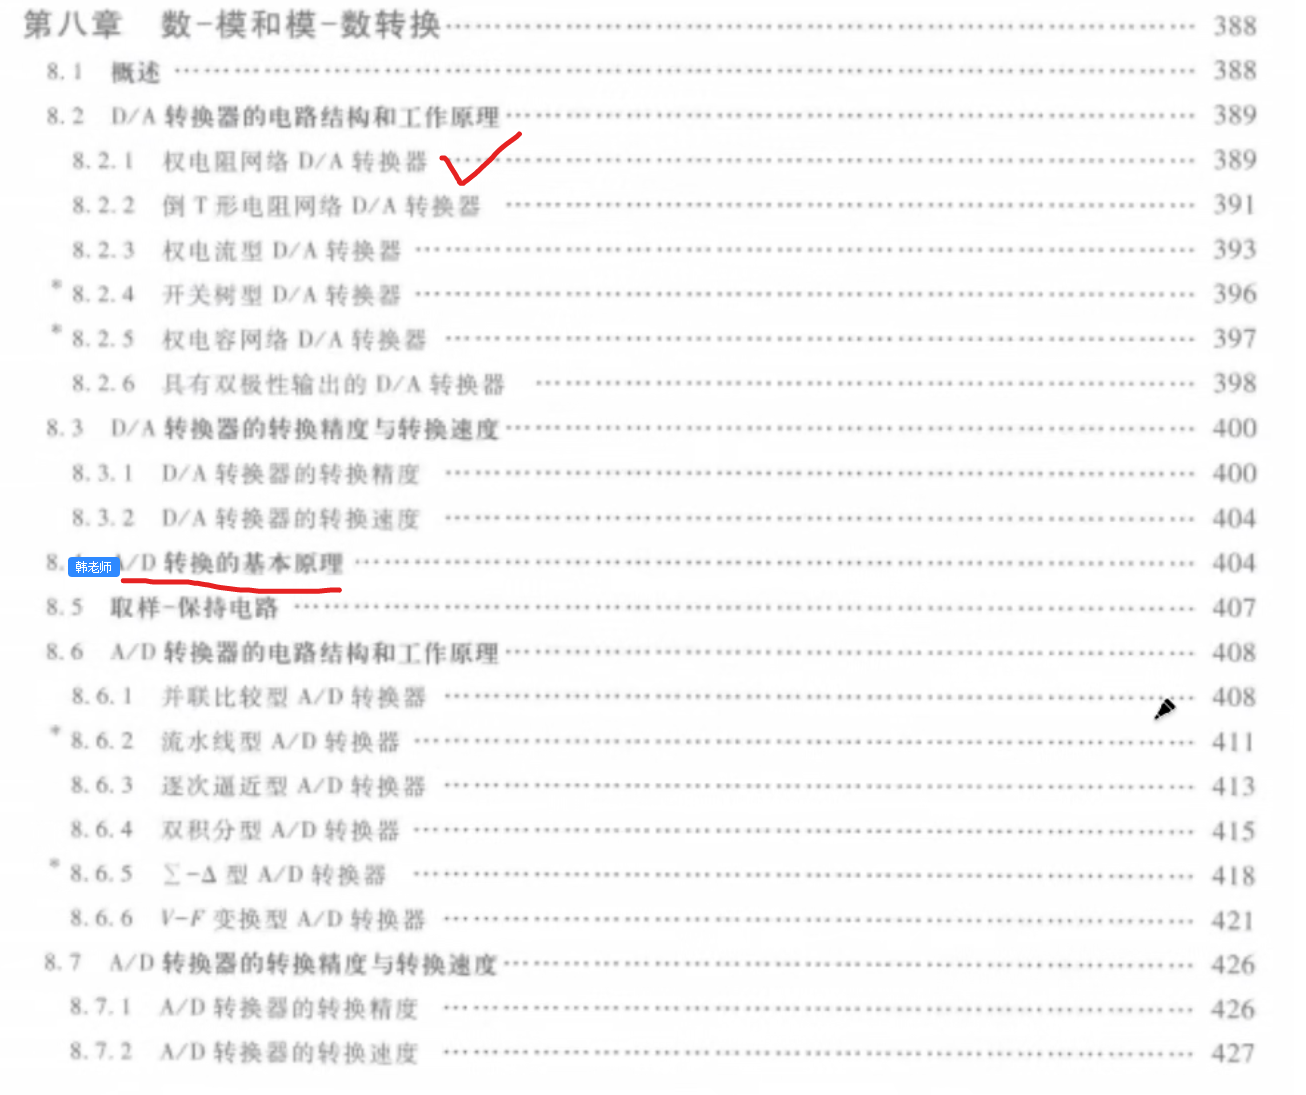 第八章 数-模和模-数转换 ………… 388
8.1 概述 ………… 388
8.2 D/A 转换器的电路结构和工作原理 ………… 389
8.2.1 权电阻网络 D/A 转换器 ………… 389
8.2.2 倒 T 形电阻网络 D/A 转换器 ………… 391
8.2.3 权电流型 D/A 转换器 ………… 393
* 8.2.4 开关树型 D/A 转换器 ………… 396
* 8.2.5 权电容网络 D/A 转换器 ………… 397
8.2.6 具有双极性输出的 D/A 转换器 ………… 398
8.3 D/A 转换器的转换精度与转换速度 ………… 400
8.3.1 D/A 转换器的转换精度 ………… 400
8.3.2 D/A 转换器的转换速度 ………… 404
8. 韩老师 A/D 转换的基本原理 ………… 404
8.5 取样-保持电路 ………… 407
8.6 A/D 转换器的电路结构和工作原理 ………… 408
8.6.1 并联比较型 A/D 转换器 ………… 408
* 8.6.2 流水线型 A/D 转换器 ………… 411
8.6.3 逐次逼近型 A/D 转换器 ………… 413
8.6.4 双积分型 A/D 转换器 ………… 415
* 8.6.5 ∑-Δ 型 A/D 转换器 ………… 418
8.6.6 V-F 变换型 A/D 转换器 ………… 421
8.7 A/D 转换器的转换精度与转换速度 ………… 426
8.7.1 A/D 转换器的转换精度 ………… 426
8.7.2 A/D 转换器的转换速度 ………… 427